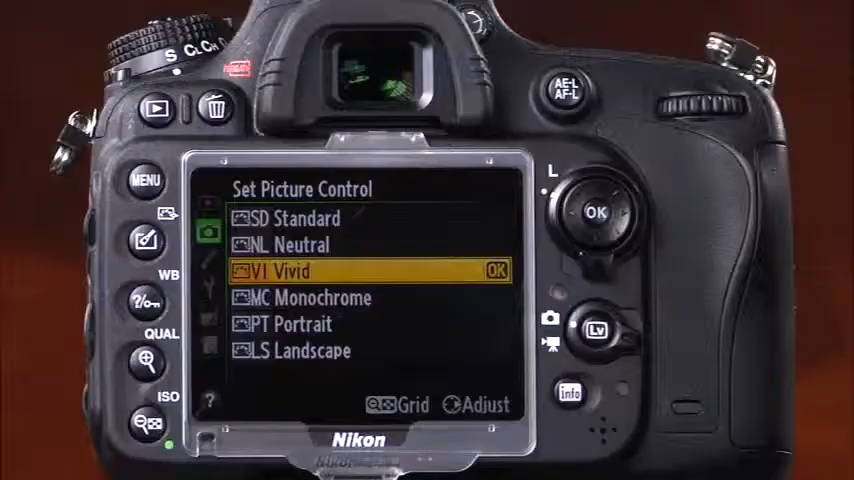 S CL CH
FORMAT
AE-L
AF-L
MENU
L
Set Picture Control
SD Standard
OK
NL Neutral
VI Vivid OK
WB
MC Monochrome
?/
PT Portrait
Lv
QUAL
LS Landscape
info
ISO
?
Grid Adjust
Nikon